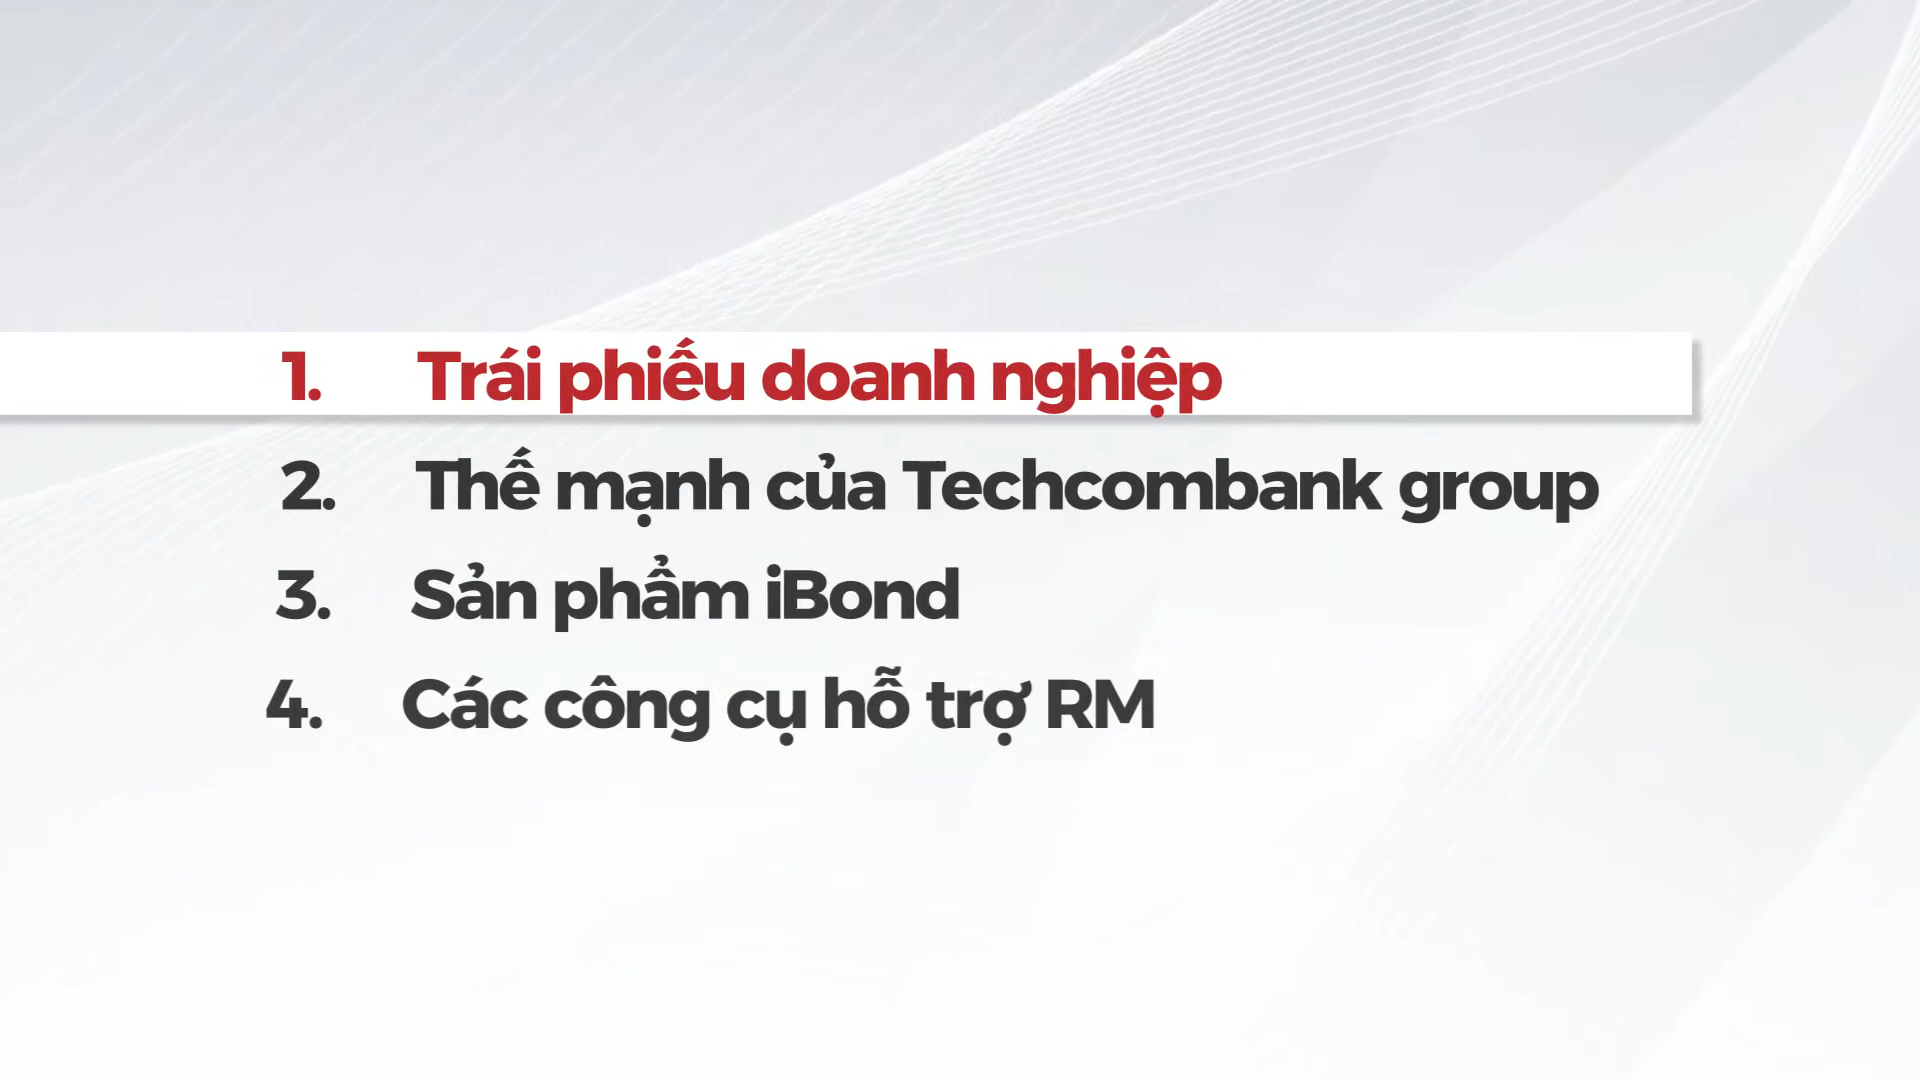 1. Trái phiếu doanh nghiệp
2. Thế mạnh của Techcombank group
3. Sản phẩm iBond
4. Các công cụ hỗ trợ RM